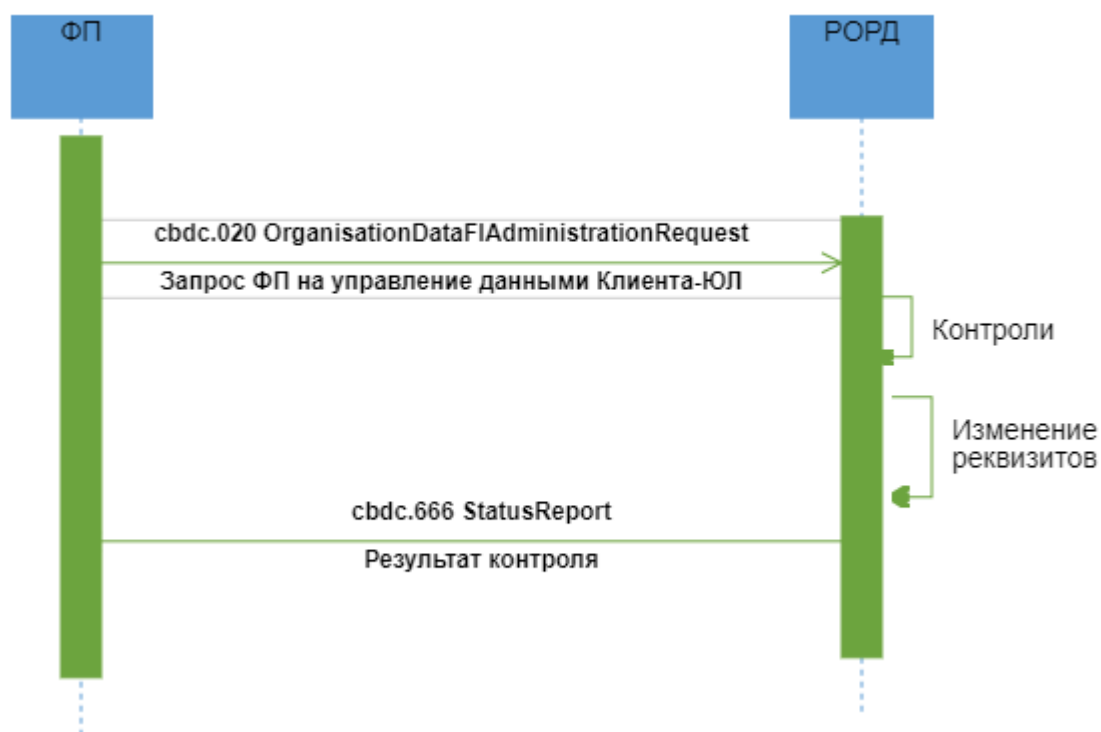 ФП
РОРД
cbdc.020 OrganisationDataFIAdministrationRequest
Запрос ФП на управление данными Клиента-ЮЛ
Контроли
Изменение
реквизитов
cbdc.666 StatusReport
Результат контроля